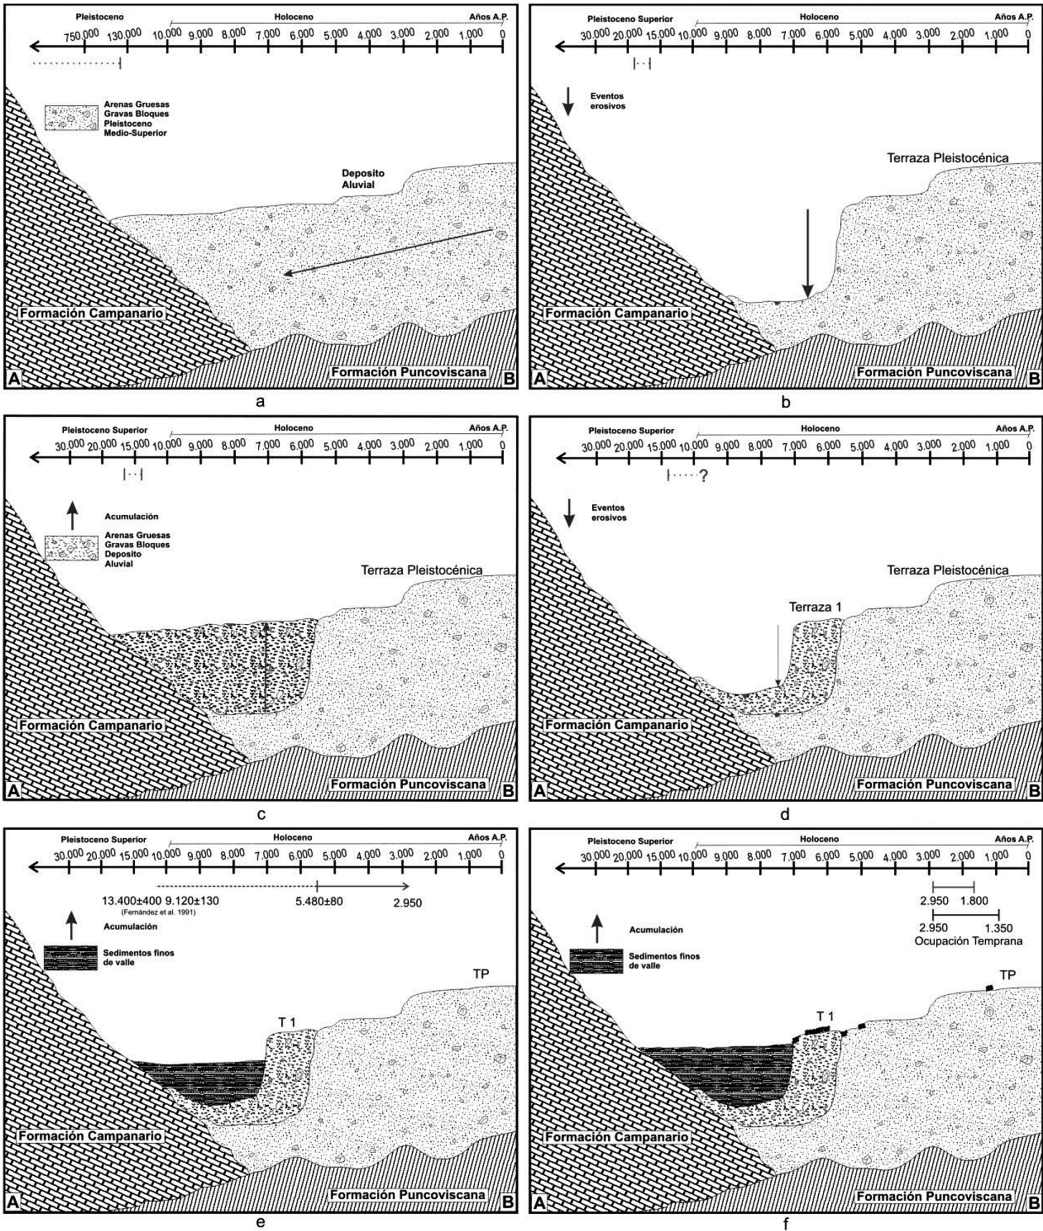 Pleistoceno Holoceno Años A.P.
750.000 130.000 10.000 9.000 8.000 7.000 6.000 5.000 4.000 3.000 2.000 1.000 0
Arenas Gruesas
Gravas Bloques
Pleistoceno
Medio-Superior
Deposito
Aluvial
Formación Campanario
Formación Puncoviscana
A B
a
Pleistoceno Superior Holoceno Años A.P.
30.000 20.000 15.000 10.000 9.000 8.000 7.000 6.000 5.000 4.000 3.000 2.000 1.000 0
Eventos
erosivos
Terraza Pleistocénica
Formación Campanario
Formación Puncoviscana
A B
b
Pleistoceno Superior Holoceno Años A.P.
30.000 20.000 15.000 10.000 9.000 8.000 7.000 6.000 5.000 4.000 3.000 2.000 1.000 0
Acumulación
Arenas Gruesas
Gravas Bloques
Deposito
Aluvial
Terraza Pleistocénica
Formación Campanario
Formación Puncoviscana
A B
c
Pleistoceno Superior Holoceno Años A.P.
30.000 20.000 15.000 10.000 9.000 8.000 7.000 6.000 5.000 4.000 3.000 2.000 1.000 0
?
Eventos
erosivos
Terraza Pleistocénica
Terraza 1
Formación Campanario
Formación Puncoviscana
A B
d
Pleistoceno Superior Holoceno Años A.P.
30.000 20.000 15.000 10.000 9.000 8.000 7.000 6.000 5.000 4.000 3.000 2.000 1.000 0
13.400±400 9.120±130 5.480±80 2.950
(Fernández et al. 1991)
Acumulación
Sedimentos finos
de valle
TP
T 1
Formación Campanario
Formación Puncoviscana
A B
e
Pleistoceno Superior Holoceno Años A.P.
30.000 20.000 15.000 10.000 9.000 8.000 7.000 6.000 5.000 4.000 3.000 2.000 1.000 0
2.950 1.800
2.950 1.350
Ocupación Temprana
Acumulación
Sedimentos finos
de valle
TP
T 1
Formación Campanario
Formación Puncoviscana
A B
f